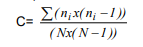 C= ∑(nᵢx(nᵢ -1))
(Nx(N-1))